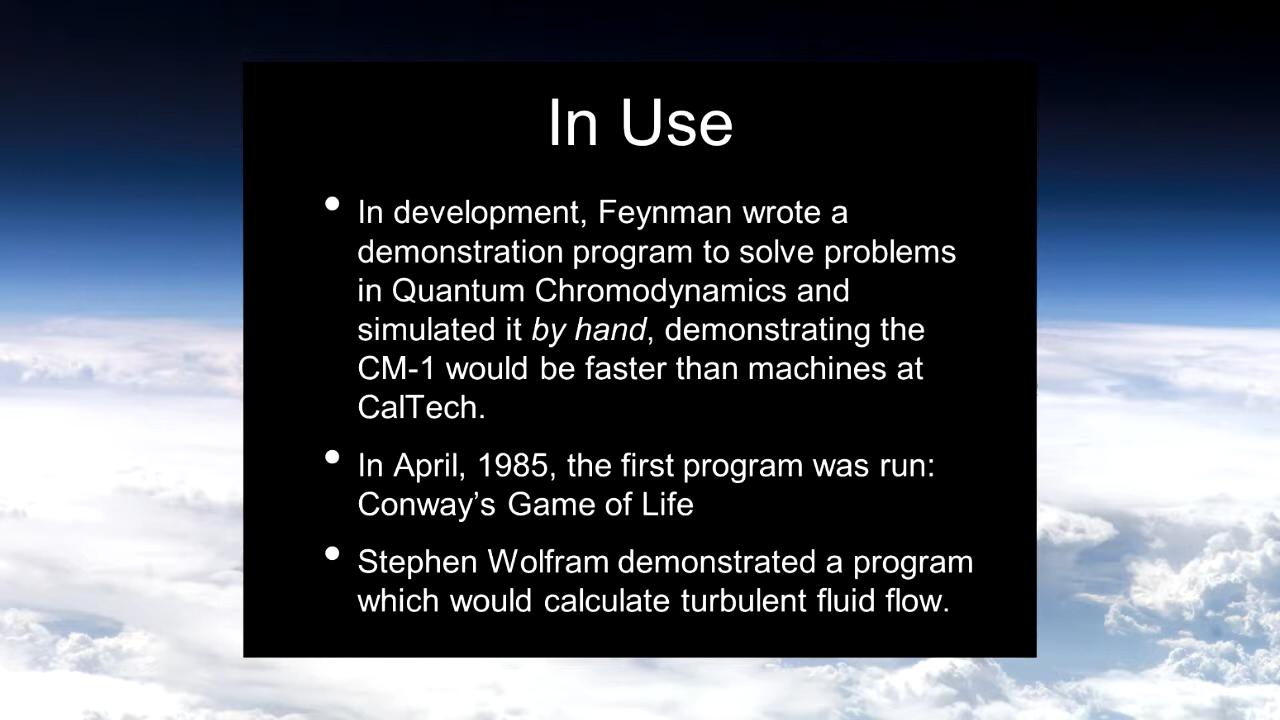 In Use
• In development, Feynman wrote a
demonstration program to solve problems
in Quantum Chromodynamics and
simulated it by hand, demonstrating the
CM-1 would be faster than machines at
CalTech.
• In April, 1985, the first program was run:
Conway’s Game of Life
• Stephen Wolfram demonstrated a program
which would calculate turbulent fluid flow.